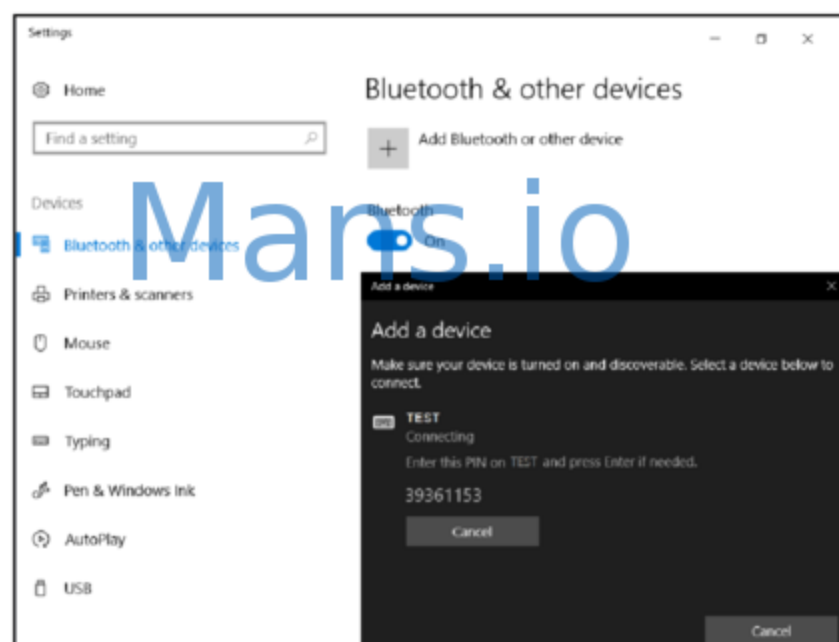 Settings
Home
Find a setting
Devices
Bluetooth & other devices
Printers & scanners
Mouse
Touchpad
Typing
Pen & Windows Ink
AutoPlay
USB
Bluetooth & other devices
Add Bluetooth or other device
Bluetooth
On
Mans.io
Add a device
Add a device
Make sure your device is turned on and discoverable. Select a device below to
connect.
TEST
Connecting
Enter this PIN on TEST and press Enter if needed.
39361153
Cancel
Cancel